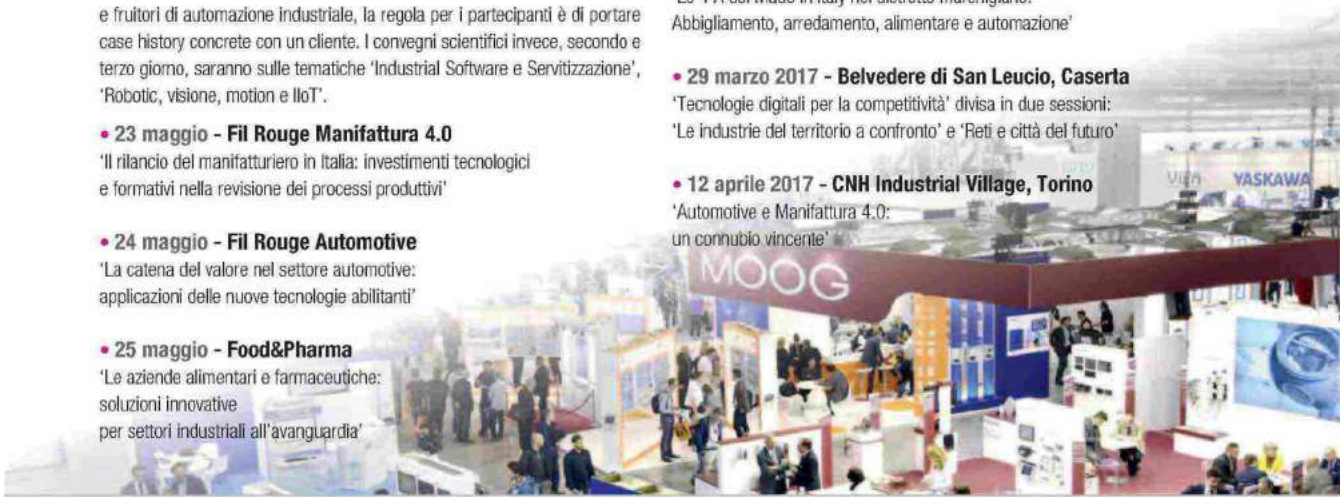 e fruitori di automazione industriale, la regola per i partecipanti è di portare
case history concrete con un cliente. I convegni scientifici invece, secondo e
terzo giorno, saranno sulle tematiche ‘Industrial Software e Servitizzazione’,
‘Robotic, visione, motion e IIoT’.
• 23 maggio - Fil Rouge Manifattura 4.0
‘Il rilancio del manifatturiero in Italia: investimenti tecnologici
e formativi nella revisione dei processi produttivi’
• 24 maggio - Fil Rouge Automotive
‘La catena del valore nel settore automotive:
applicazioni delle nuove tecnologie abilitanti’
• 25 maggio - Food&Pharma
‘Le aziende alimentari e farmaceutiche:
soluzioni innovative
per settori industriali all’avanguardia’
Abbigliamento, arredamento, alimentare e automazione’
• 29 marzo 2017 - Belvedere di San Leucio, Caserta
‘Tecnologie digitali per la competitività’ divisa in due sessioni:
‘Le industrie del territorio a confronto’ e ‘Reti e città del futuro’
• 12 aprile 2017 - CNH Industrial Village, Torino
‘Automotive e Manifattura 4.0:
un connubio vincente’
VIPA YASKAWA
MOOG